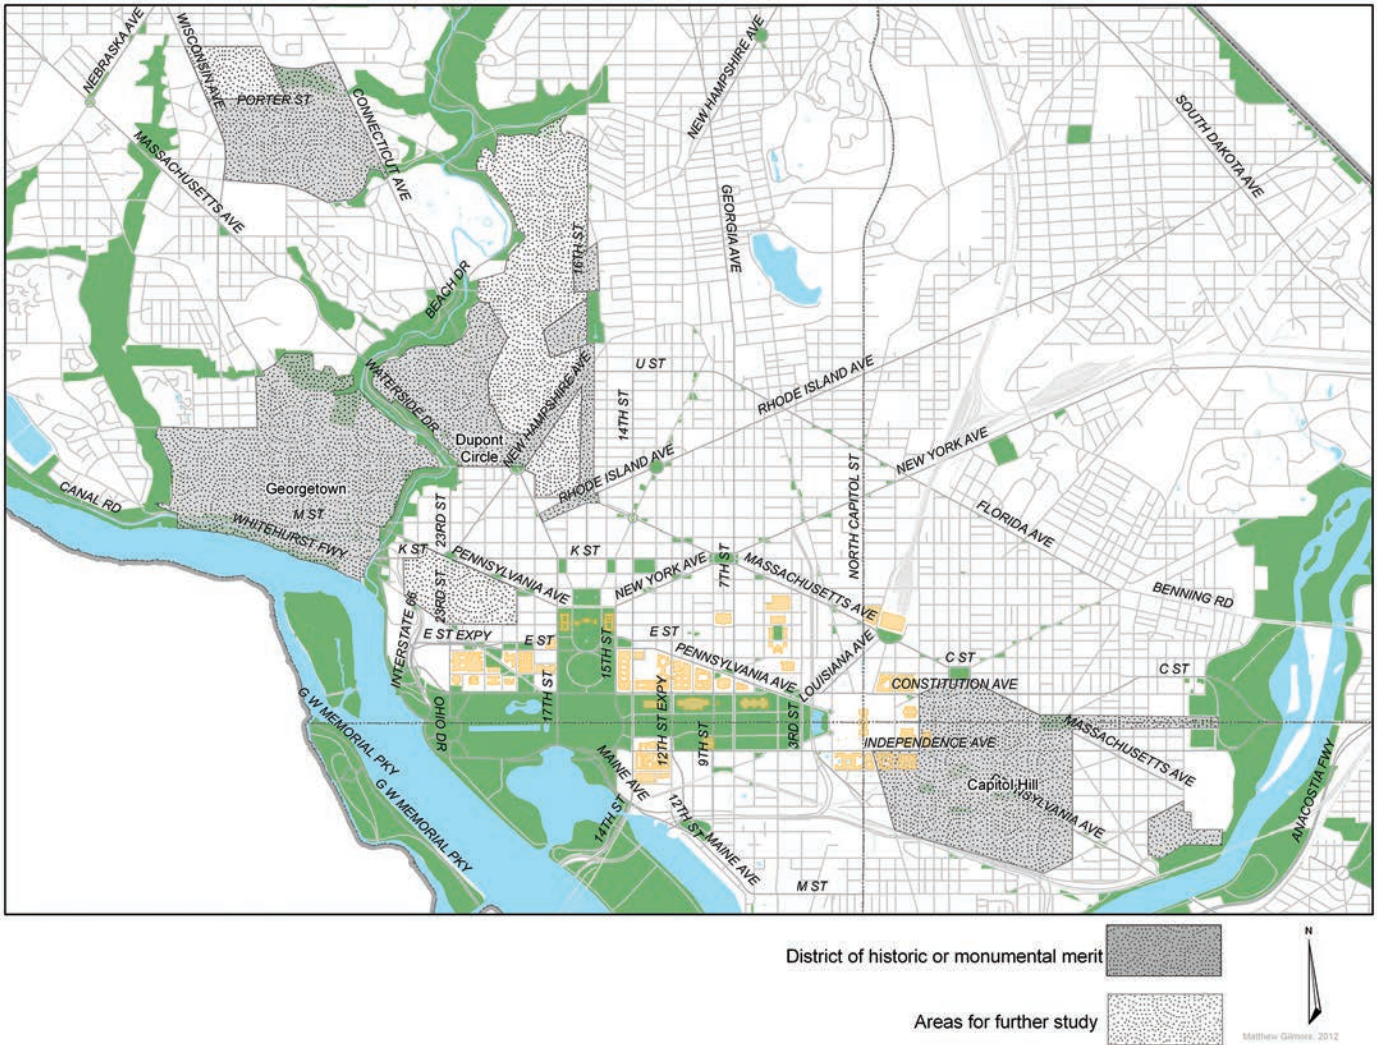 NEBRASKA AVE
WISCONSIN AVE
NEW HAMPSHIRE AVE
PORTER ST
CONNECTICUT AVE
SOUTH DAKOTA AVE
MASSACHUSETTS AVE
GEORGIA AVE
16TH ST
BEACH DR
U ST
RHODE ISLAND AVE
WATERSIDE DR
NEW HAMPSHIRE AVE
14TH ST
Dupont
Circle
NEW YORK AVE
RHODE ISLAND AVE
NORTH CAPITOL ST
Georgetown
CANAL RD
M ST
WHITEHURST FWY
23RD ST
FLORIDA AVE
K ST
PENNSYLVANIA AVE
K ST
NEW YORK AVE
7TH ST
MASSACHUSETTS AVE
BENNING RD
23RD ST
INTERSTATE 66
E ST EXPY
E ST
15TH ST
E ST
PENNSYLVANIA AVE
LOUISIANA AVE
C ST
C ST
CONSTITUTION AVE
G W MEMORIAL PKY
OHIO DR
17TH ST
12TH ST EXPY
9TH ST
3RD ST
INDEPENDENCE AVE
MASSACHUSETTS AVE
ANACOSTIA FWY
G W MEMORIAL PKY
MAINE AVE
14TH ST
12TH ST
MAINE AVE
Capitol Hill
NSYLVANIA AVE
M ST
District of historic or monumental merit
N
Areas for further study
Matthew Gilmore, 2012